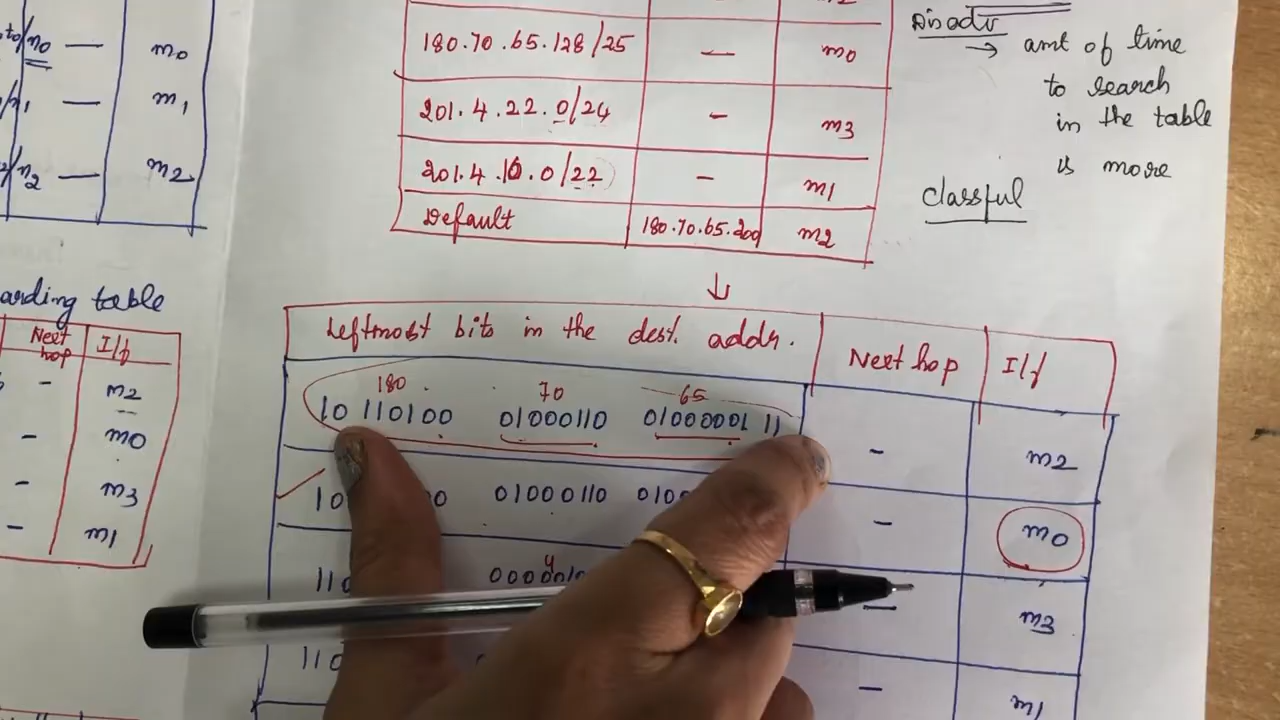 m0
m1
m2
arding table
Next hop
I/f
-
m2
-
m0
-
m3
-
m1
180.70.65.128/25
-
m0
201.4.22.0/24
-
m3
201.4.16.0/22
-
m1
Default
180.70.65.200
m2
Disadv
→ amt of time
to search
in the table
is more
classful
↓
Leftmost bits in the dest. addr.
Next hop
I/f
180
70
65
10 110100
01000110
01000001 11
-
m2
01000110
-
m0
4
-
m3
-
m1